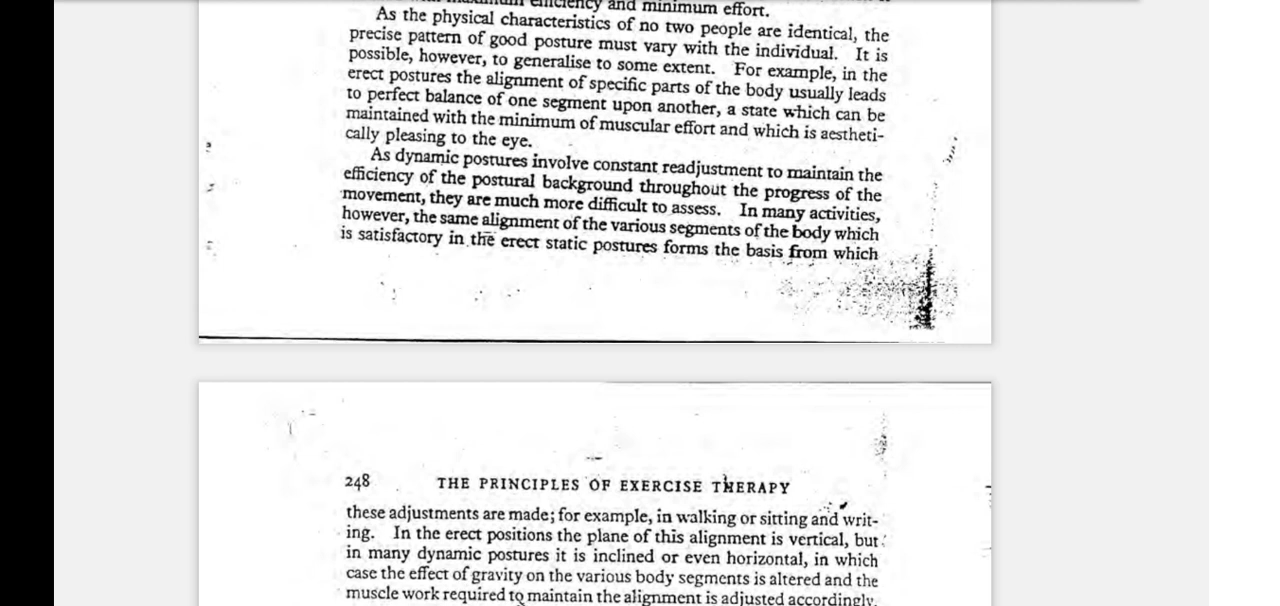 maximum efficiency and minimum effort.
As the physical characteristics of no two people are identical, the
precise pattern of good posture must vary with the individual. It is
possible, however, to generalise to some extent. For example, in the
erect postures the alignment of specific parts of the body usually leads
to perfect balance of one segment upon another, a state which can be
maintained with the minimum of muscular effort and which is aestheti-
cally pleasing to the eye.
As dynamic postures involve constant readjustment to maintain the
efficiency of the postural background throughout the progress of the
movement, they are much more difficult to assess. In many activities,
however, the same alignment of the various segments of the body which
is satisfactory in the erect static postures forms the basis from which
248 THE PRINCIPLES OF EXERCISE THERAPY
these adjustments are made; for example, in walking or sitting and writ-
ing. In the erect positions the plane of this alignment is vertical, but
in many dynamic postures it is inclined or even horizontal, in which
case the effect of gravity on the various body segments is altered and the
muscle work required to maintain the alignment is adjusted accordingly.